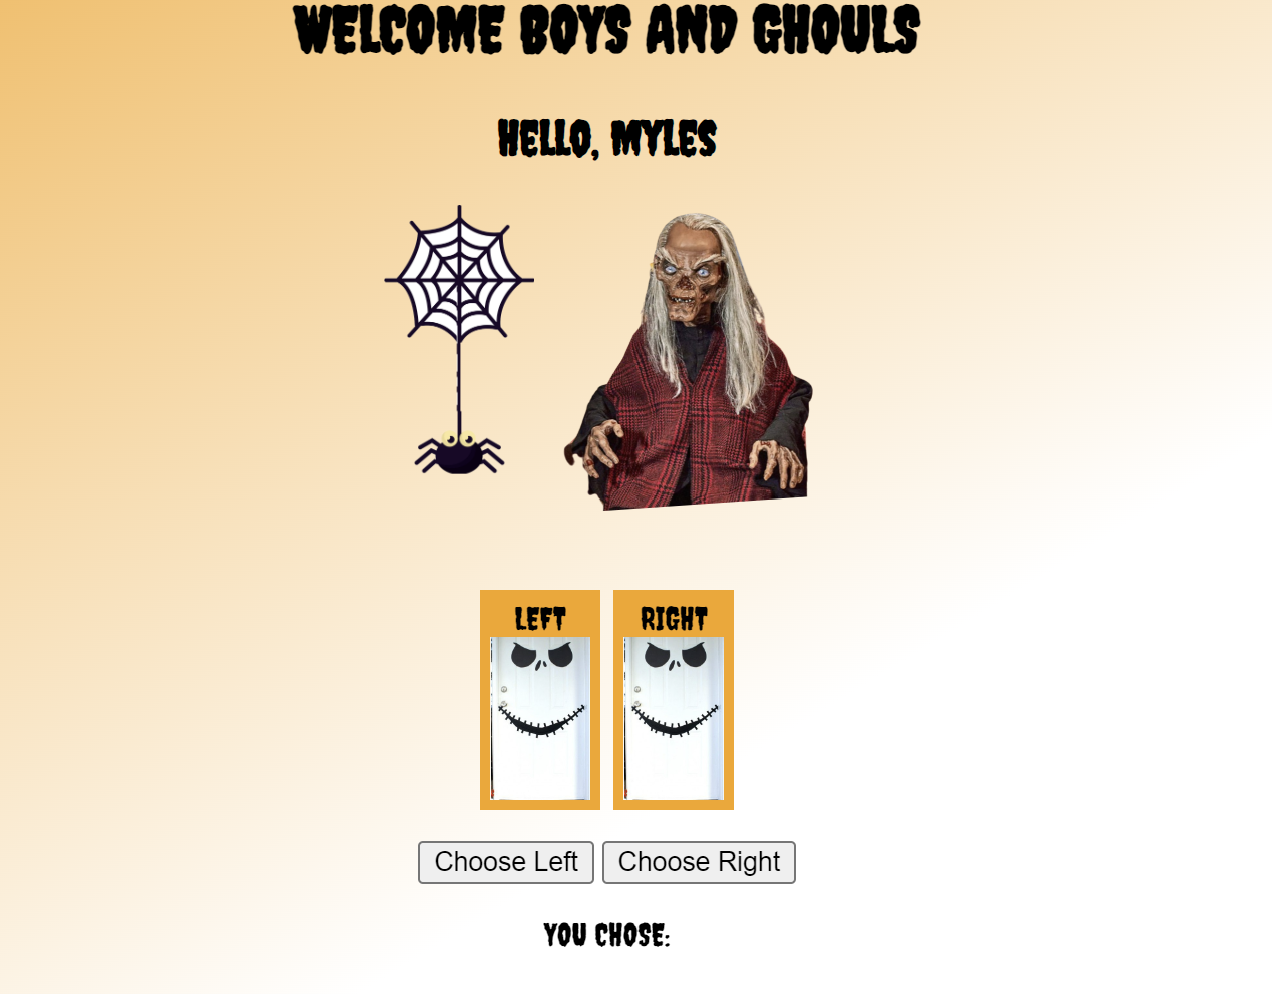 WELCOME BOYS AND GHOULS
HELLO, MYLES
LEFT
RIGHT
Choose Left
Choose Right
YOU CHOSE: